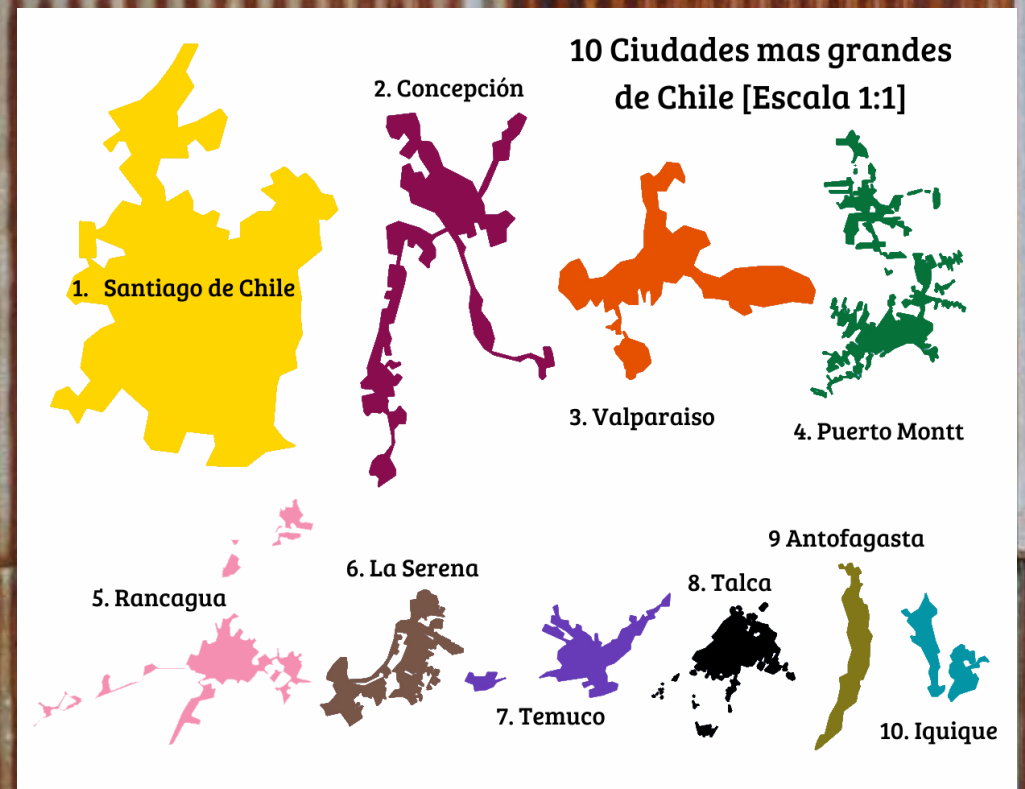 10 Ciudades mas grandes
de Chile [Escala 1:1]
2. Concepción
1. Santiago de Chile
3. Valparaiso
4. Puerto Montt
9 Antofagasta
6. La Serena
8. Talca
5. Rancagua
7. Temuco
10. Iquique